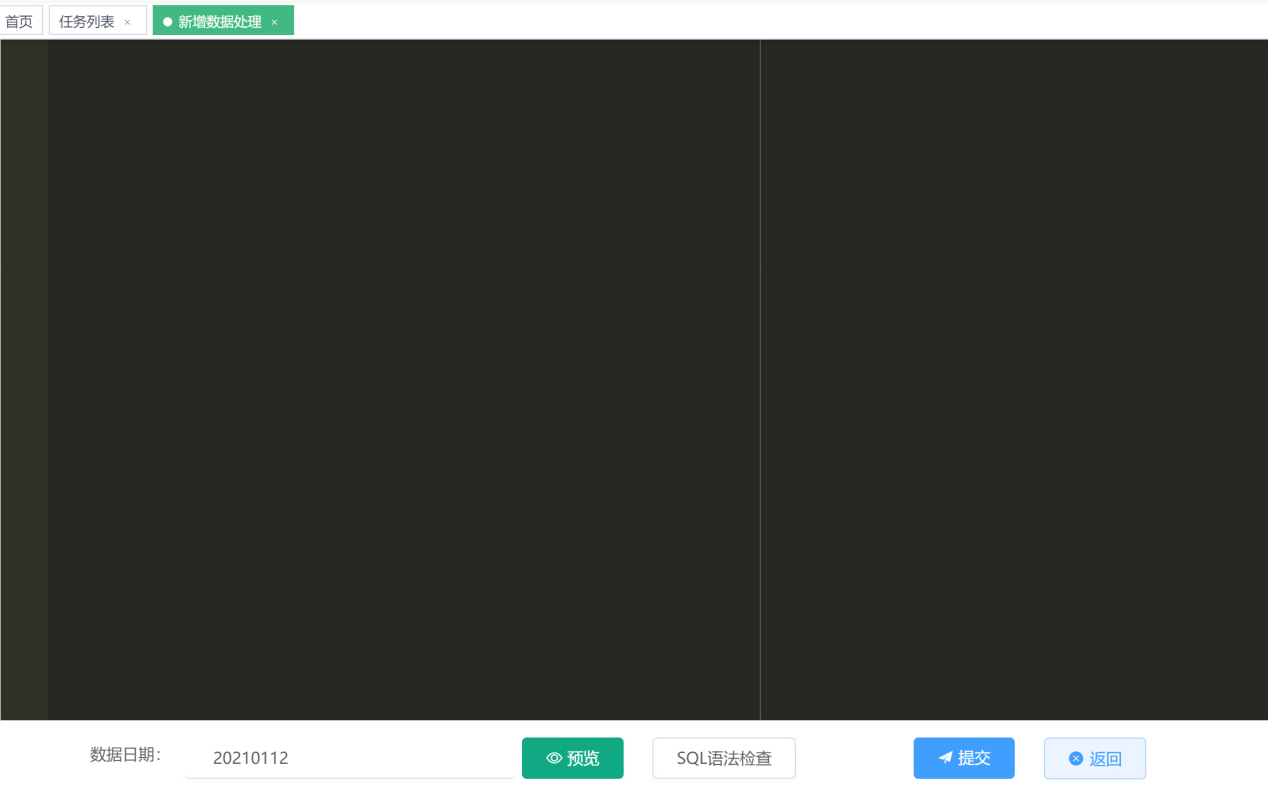 首页 任务列表 × 新增数据处理 ×
数据日期: 20210112 预览 SQL语法检查 提交 返回